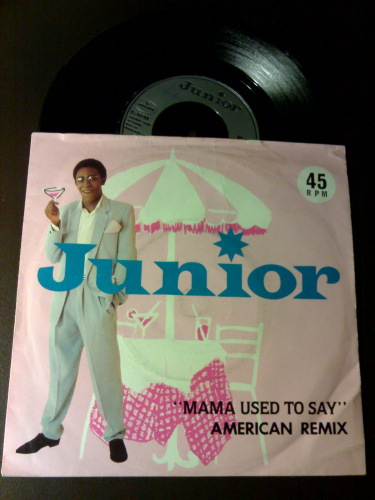 Junior
45
RPM
Junior
"MAMA USED TO SAY"
AMERICAN REMIX